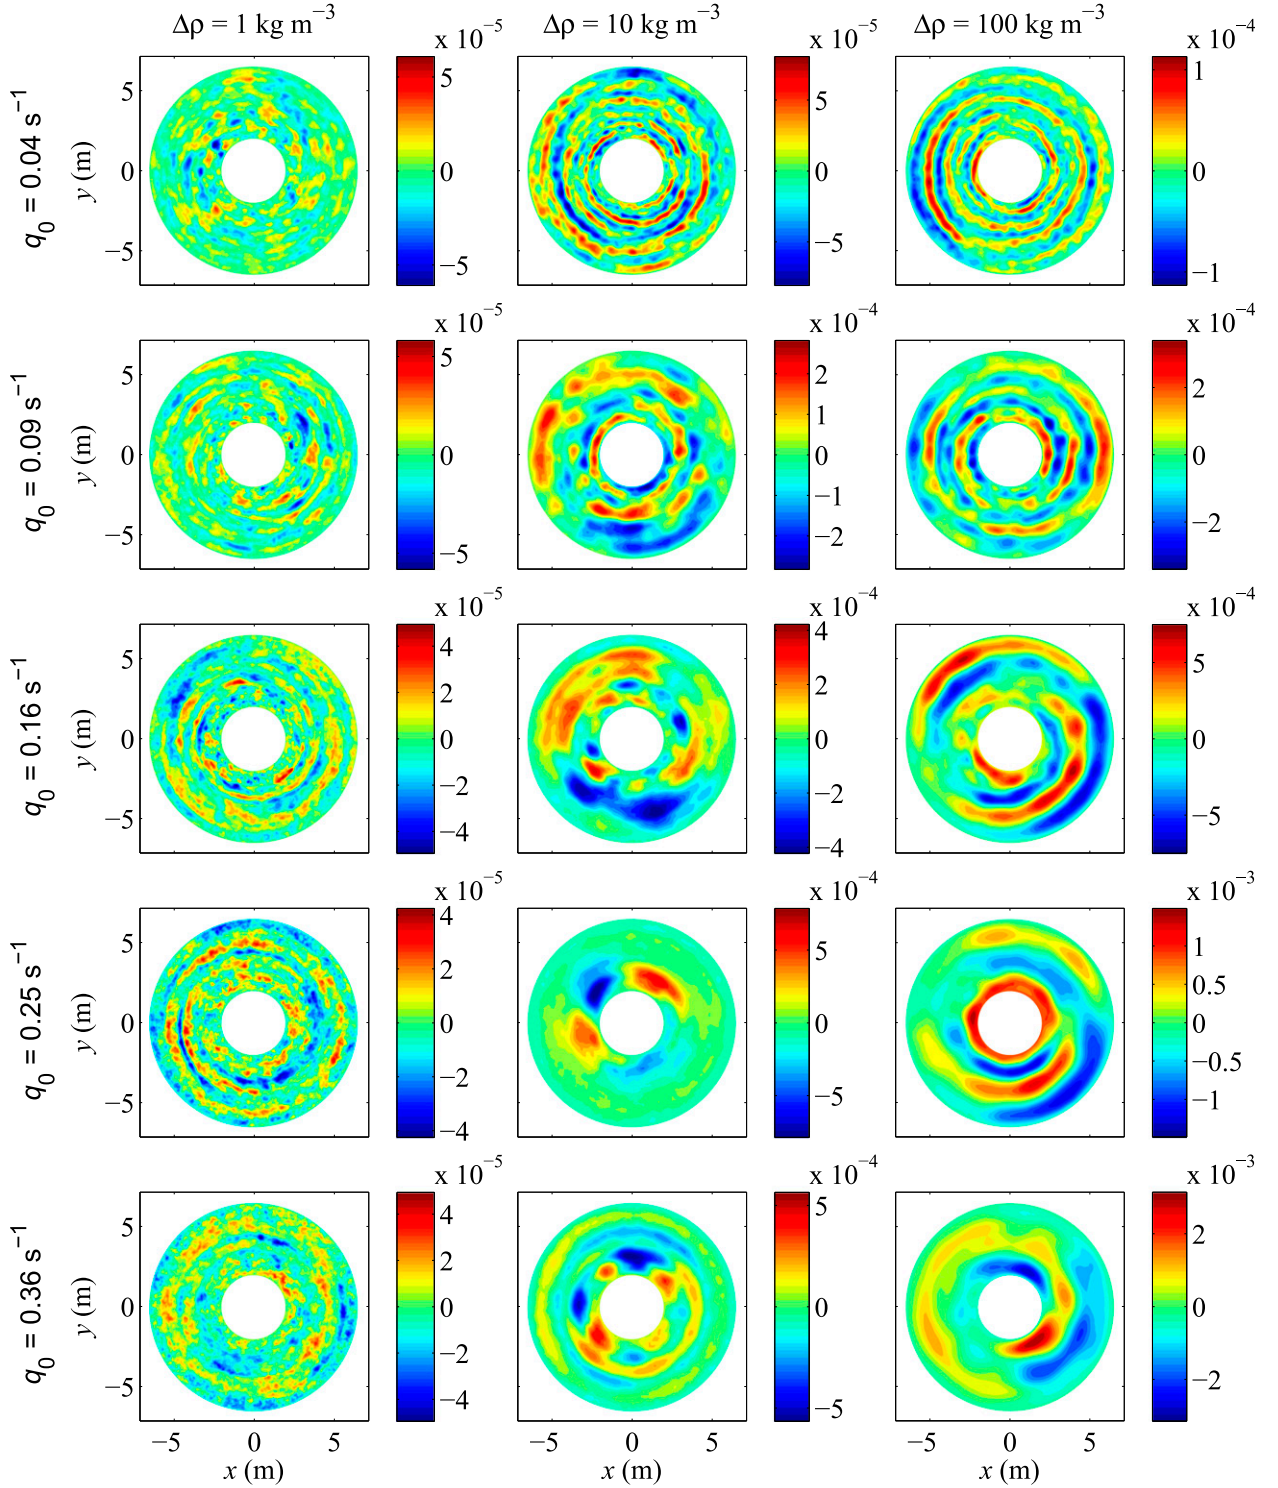 Δρ = 1 kg m⁻³ Δρ = 10 kg m⁻³ Δρ = 100 kg m⁻³
x 10⁻⁵ x 10⁻⁵ x 10⁻⁴
q₀ = 0.04 s⁻¹
y (m)
5 0 −5
5 0 −5
5 0 −5
1 0 −1
x 10⁻⁵ x 10⁻⁴ x 10⁻⁴
q₀ = 0.09 s⁻¹
y (m)
5 0 −5
5 0 −5
2 1 0 −1 −2
2 0 −2
x 10⁻⁵ x 10⁻⁴ x 10⁻⁴
q₀ = 0.16 s⁻¹
y (m)
5 0 −5
4 2 0 −2 −4
4 2 0 −2 −4
5 0 −5
x 10⁻⁵ x 10⁻⁴ x 10⁻³
q₀ = 0.25 s⁻¹
y (m)
5 0 −5
4 2 0 −2 −4
5 0 −5
1 0.5 0 −0.5 −1
x 10⁻⁵ x 10⁻⁴ x 10⁻³
q₀ = 0.36 s⁻¹
y (m)
5 0 −5
4 2 0 −2 −4
5 0 −5
2 0 −2
−5 0 5 −5 0 5 −5 0 5
x (m) x (m) x (m)